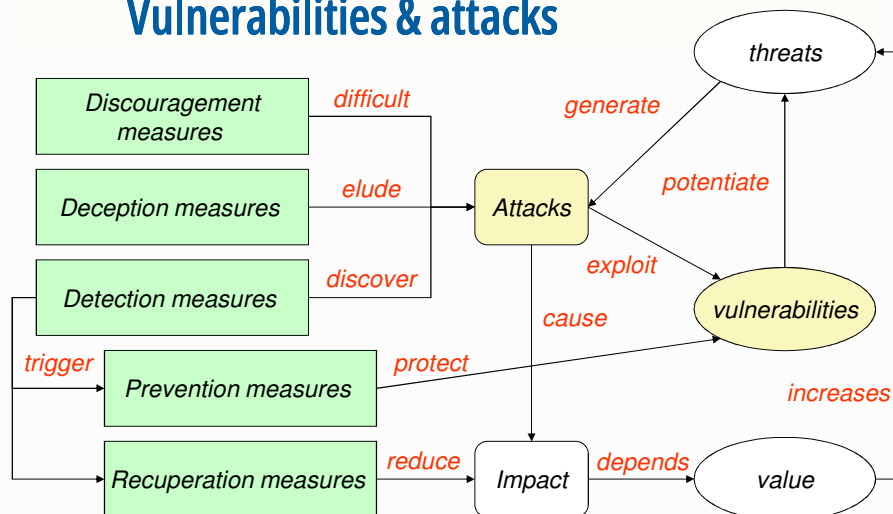 Vulnerabilities & attacks
threats
Discouragement
measures
difficult
generate
Deception measures
elude
Attacks
potentiate
Detection measures
discover
exploit
vulnerabilities
cause
trigger
Prevention measures
protect
increases
Recuperation measures
reduce
Impact
depends
value